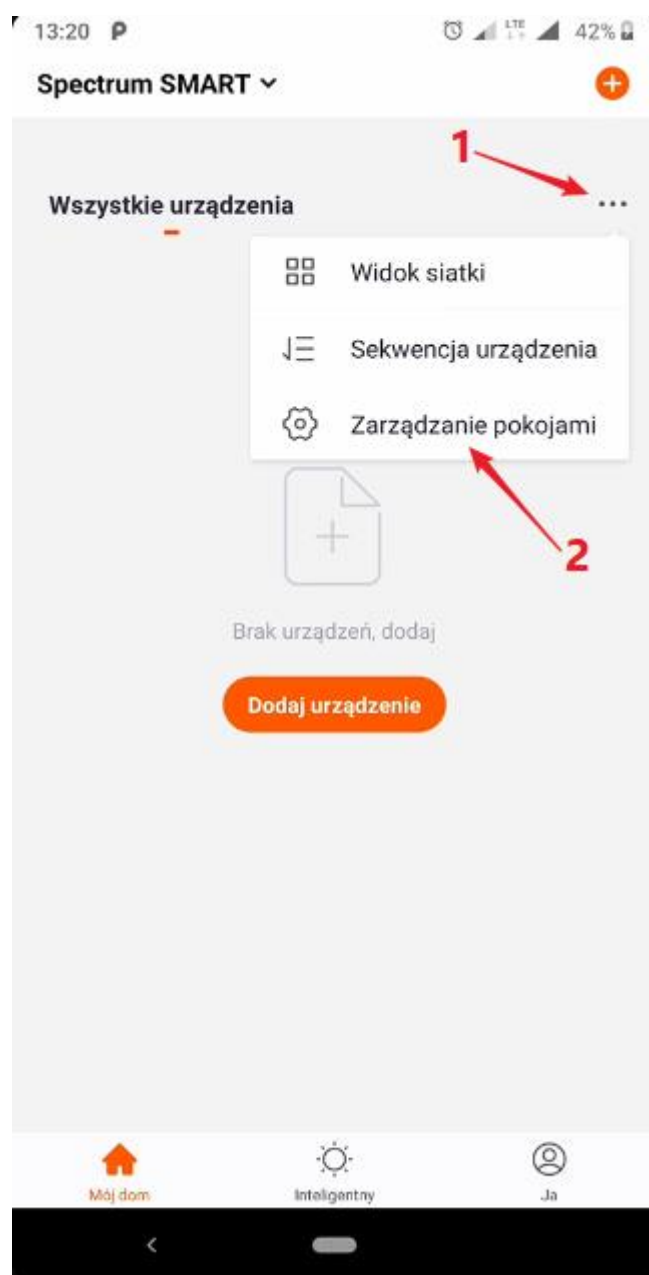 13:20 P LTE 42%
Spectrum SMART
1
Wszystkie urządzenia
Widok siatki
Sekwencja urządzenia
Zarządzanie pokojami
2
Brak urządzeń, dodaj
Dodaj urządzenie
Mój dom Inteligentny Ja